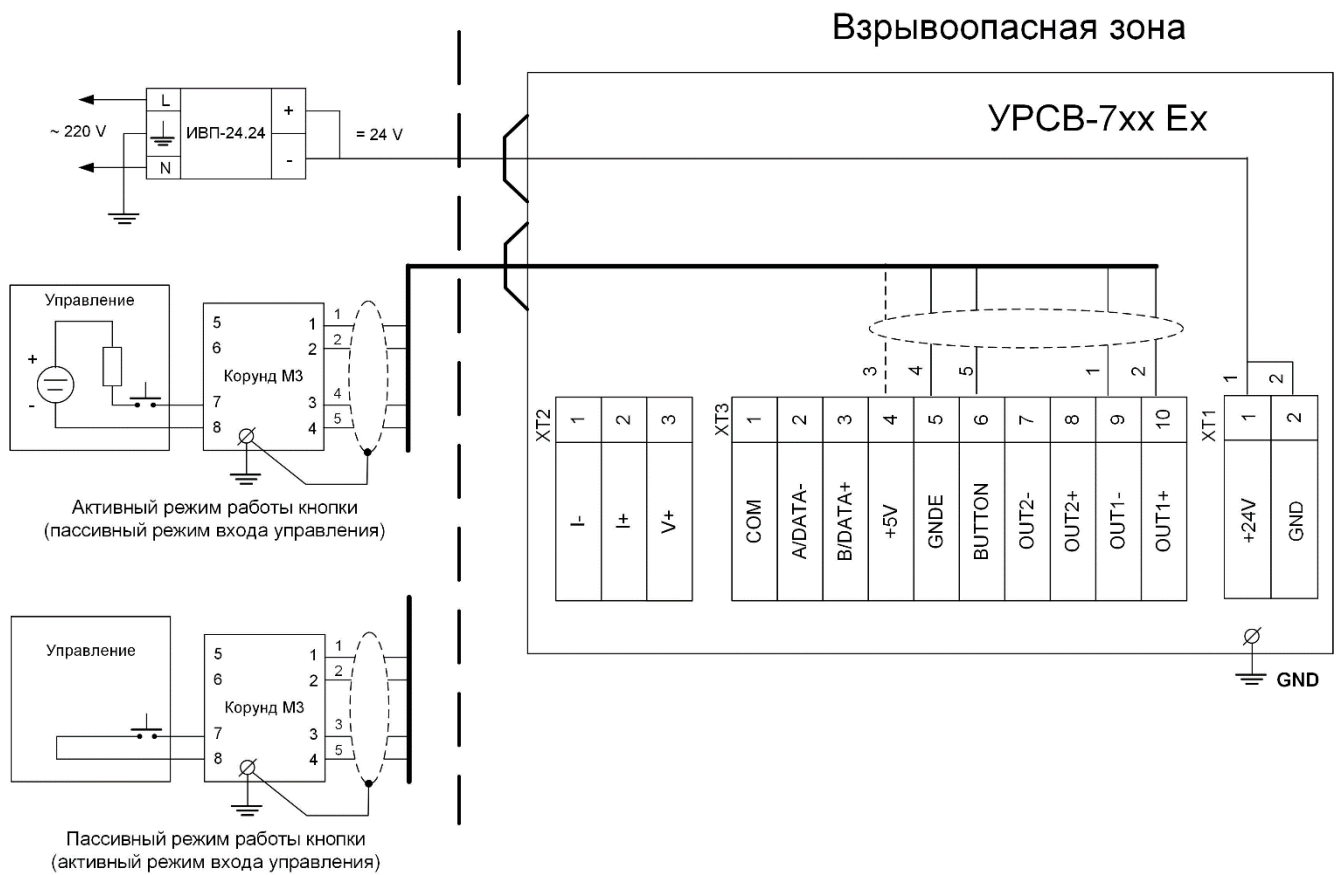 Взрывоопасная зона
УРСВ-7хх Ех
~ 220 V
L
N
ИВП-24.24
+
-
= 24 V
Управление
+
-
5
6
7
8
Корунд М3
1
2
3
4
1
2
4
5
Активный режим работы кнопки
(пассивный режим входа управления)
Управление
5
6
7
8
Корунд М3
1
2
3
4
1
2
3
5
Пассивный режим работы кнопки
(активный режим входа управления)
XT2
1
2
3
I-
I+
V+
3
4
5
1
2
XT3
1
2
3
4
5
6
7
8
9
10
COM
A/DATA-
B/DATA+
+5V
GNDE
BUTTON
OUT2-
OUT2+
OUT1-
OUT1+
1
2
XT1
1
2
+24V
GND
GND